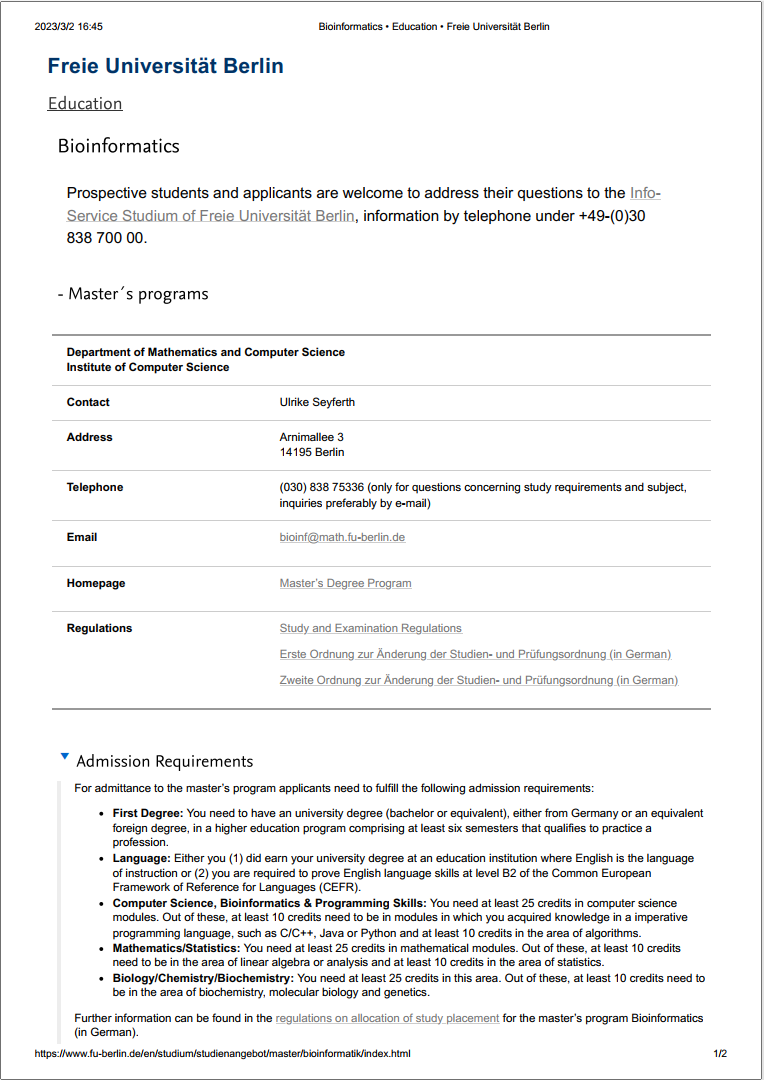 2023/3/2 16:45
Bioinformatics • Education • Freie Universität Berlin
Freie Universität Berlin
Education
Bioinformatics
Prospective students and applicants are welcome to address their questions to the Info-
Service Studium of Freie Universität Berlin, information by telephone under +49-(0)30
838 700 00.
- Master´s programs
Department of Mathematics and Computer Science
Institute of Computer Science
Contact Ulrike Seyferth
Address Arnimallee 3
14195 Berlin
Telephone (030) 838 75336 (only for questions concerning study requirements and subject,
inquiries preferably by e-mail)
Email bioinf@math.fu-berlin.de
Homepage Master's Degree Program
Regulations Study and Examination Regulations
Erste Ordnung zur Änderung der Studien- und Prüfungsordnung (in German)
Zweite Ordnung zur Änderung der Studien- und Prüfungsordnung (in German)
Admission Requirements
For admittance to the master's program applicants need to fulfill the following admission requirements:
• First Degree: You need to have an university degree (bachelor or equivalent), either from Germany or an equivalent
foreign degree, in a higher education program comprising at least six semesters that qualifies to practice a
profession.
• Language: Either you (1) did earn your university degree at an education institution where English is the language
of instruction or (2) you are required to prove English language skills at level B2 of the Common European
Framework of Reference for Languages (CEFR).
• Computer Science, Bioinformatics & Programming Skills: You need at least 25 credits in computer science
modules. Out of these, at least 10 credits need to be in modules in which you acquired knowledge in a imperative
programming language, such as C/C++, Java or Python and at least 10 credits in the area of algorithms.
• Mathematics/Statistics: You need at least 25 credits in mathematical modules. Out of these, at least 10 credits
need to be in the area of linear algebra or analysis and at least 10 credits in the area of statistics.
• Biology/Chemistry/Biochemistry: You need at least 25 credits in this area. Out of these, at least 10 credits need to
be in the area of biochemistry, molecular biology and genetics.
Further information can be found in the regulations on allocation of study placement for the master's program Bioinformatics
(in German).
https://www.fu-berlin.de/en/studium/studienangebot/master/bioinformatik/index.html
1/2